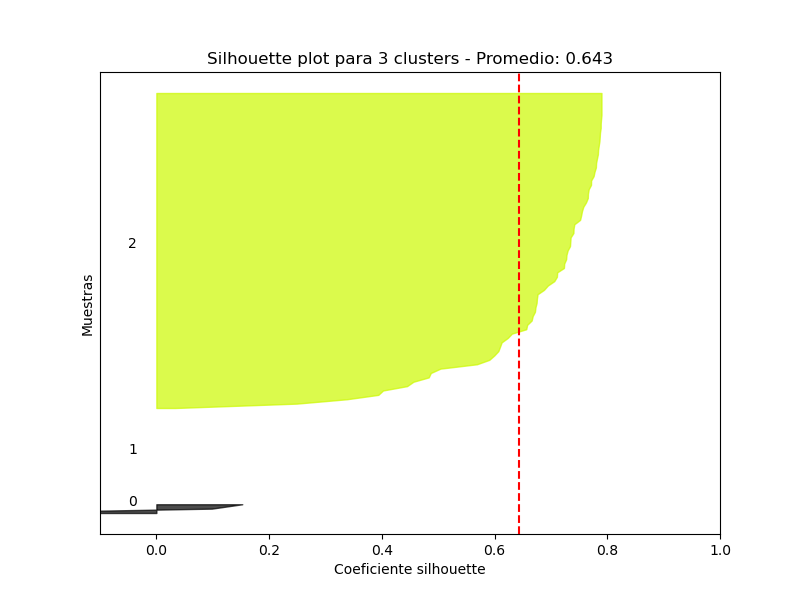 Silhouette plot para 3 clusters - Promedio: 0.643
Muestras
2
1
0
0.0 0.2 0.4 0.6 0.8 1.0
Coeficiente silhouette